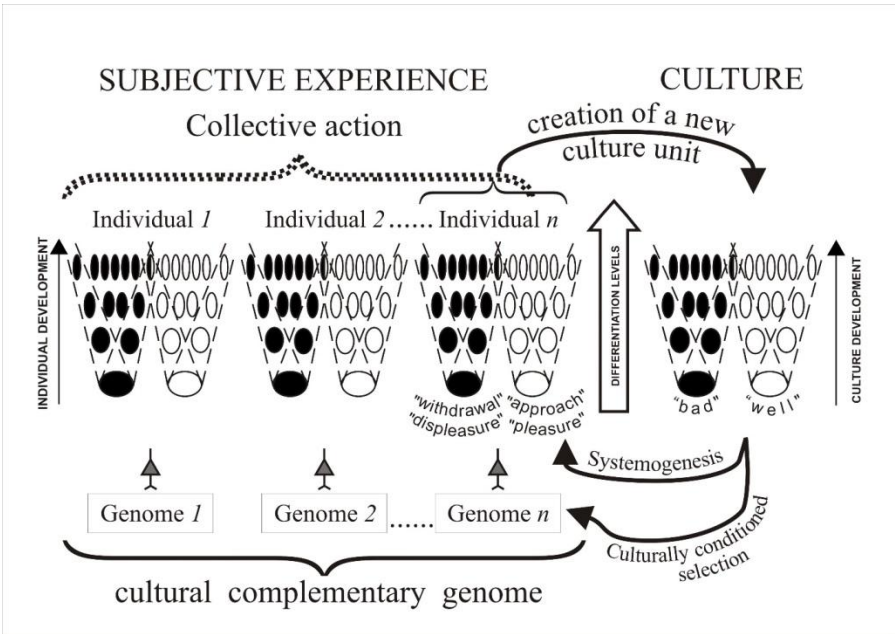 SUBJECTIVE EXPERIENCE
CULTURE
Collective action
creation of a new
culture unit
Individual 1
Individual 2......
Individual n
INDIVIDUAL DEVELOPMENT
DIFFERENTIATION LEVELS
CULTURE DEVELOPMENT
"withdrawal" "approach"
"displeasure" "pleasure"
"bad" "well"
Systemogenesis
Genome 1
Genome 2
......
Genome n
Culturally conditioned
selection
cultural complementary genome